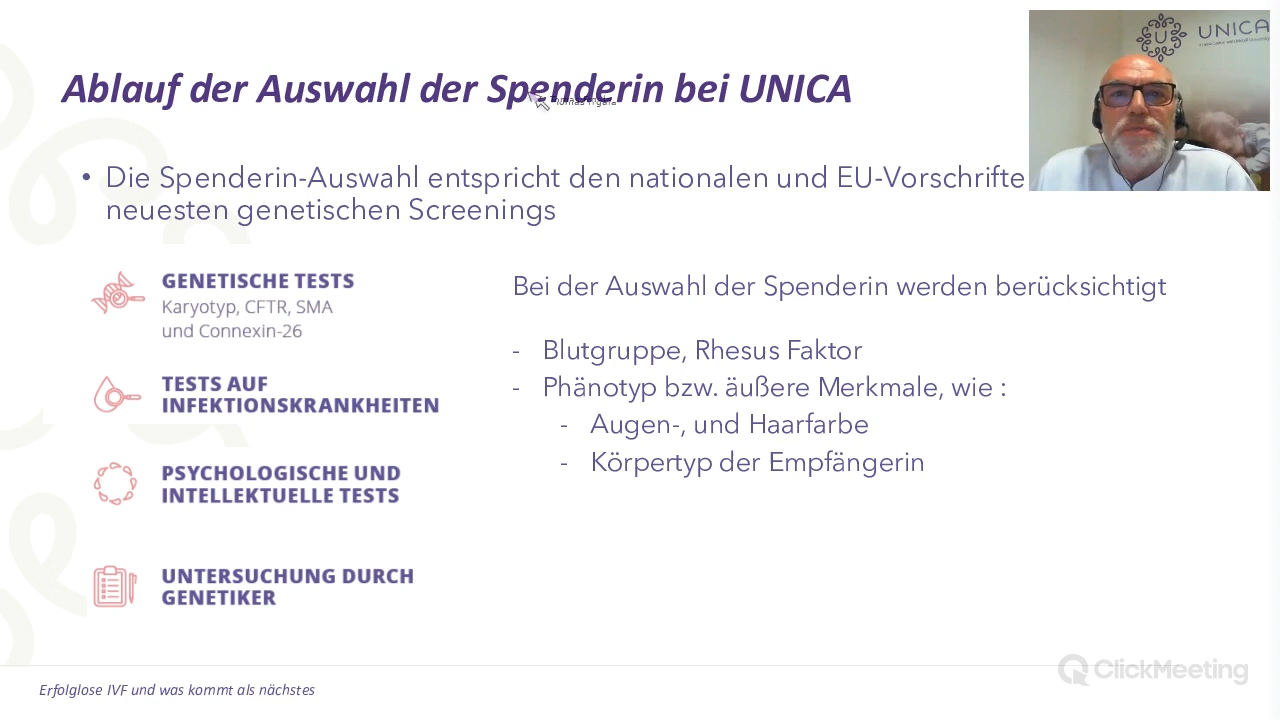 UNICA
Ablauf der Auswahl der Spenderin bei UNICA
• Die Spenderin-Auswahl entspricht den nationalen und EU-Vorschrifte
neuesten genetischen Screenings
GENETISCHE TESTS
Karyotyp, CFTR, SMA
und Connexin-26
TESTS AUF
INFEKTIONSKRANKHEITEN
PSYCHOLOGISCHE UND
INTELLEKTUELLE TESTS
UNTERSUCHUNG DURCH
GENETIKER
Bei der Auswahl der Spenderin werden berücksichtigt
- Blutgruppe, Rhesus Faktor
- Phänotyp bzw. äußere Merkmale, wie :
- Augen-, und Haarfarbe
- Körpertyp der Empfängerin
Erfolglose IVF und was kommt als nächstes
ClickMeeting